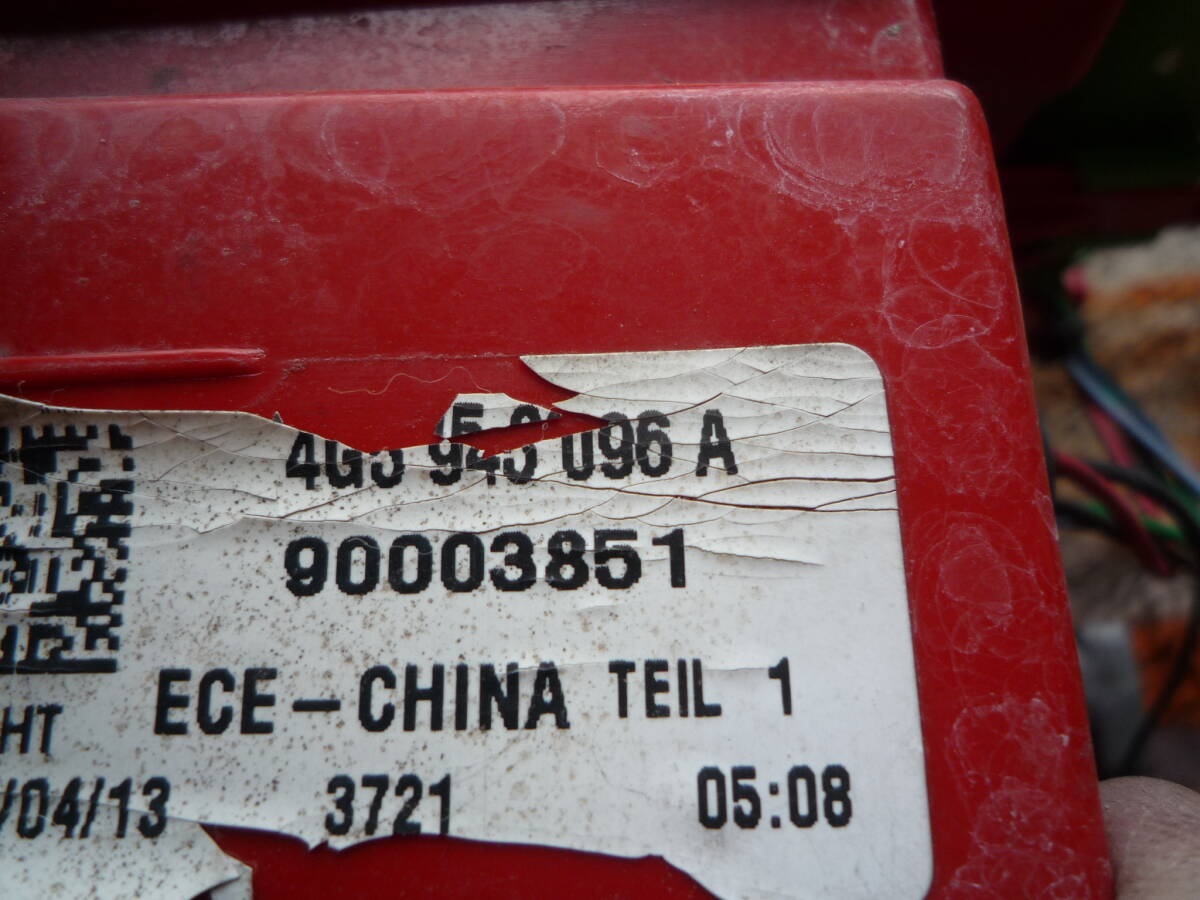 4G5 945 096 A
90003851
HT ECE-CHINA TEIL 1
/04/13 3721 05:08